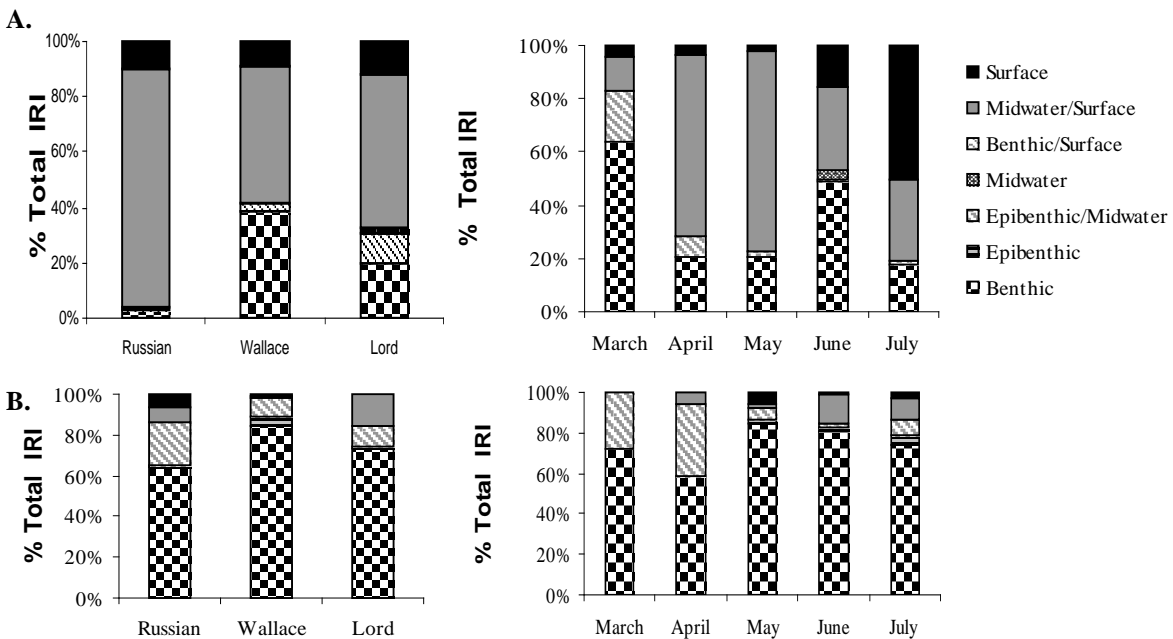 A.
% Total IRI
100%
80%
60%
40%
20%
0%
Russian
Wallace
Lord
% Total IRI
100%
80%
60%
40%
20%
0%
March
April
May
June
July
Surface
Midwater/Surface
Benthic/Surface
Midwater
Epibenthic/Midwater
Epibenthic
Benthic
B.
% Total IRI
100%
80%
60%
40%
20%
0%
Russian
Wallace
Lord
% Total IRI
100%
80%
60%
40%
20%
0%
March
April
May
June
July